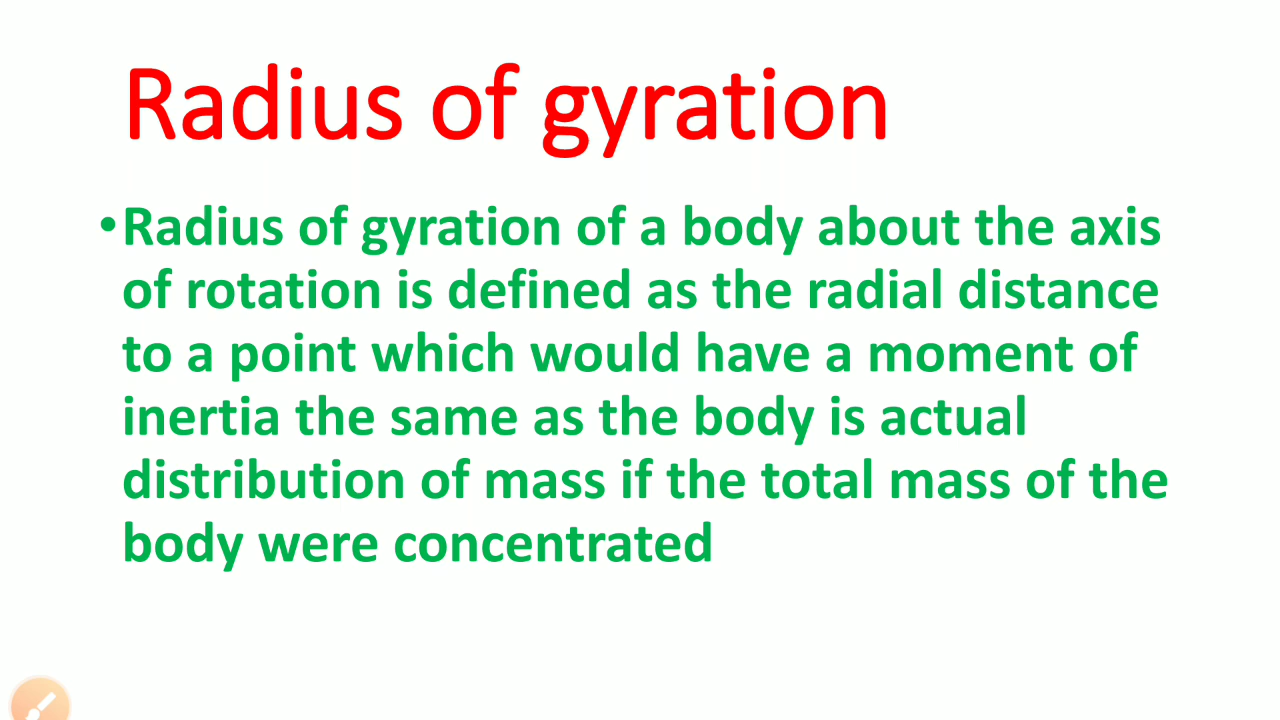 Radius of gyration
•Radius of gyration of a body about the axis
of rotation is defined as the radial distance
to a point which would have a moment of
inertia the same as the body is actual
distribution of mass if the total mass of the
body were concentrated